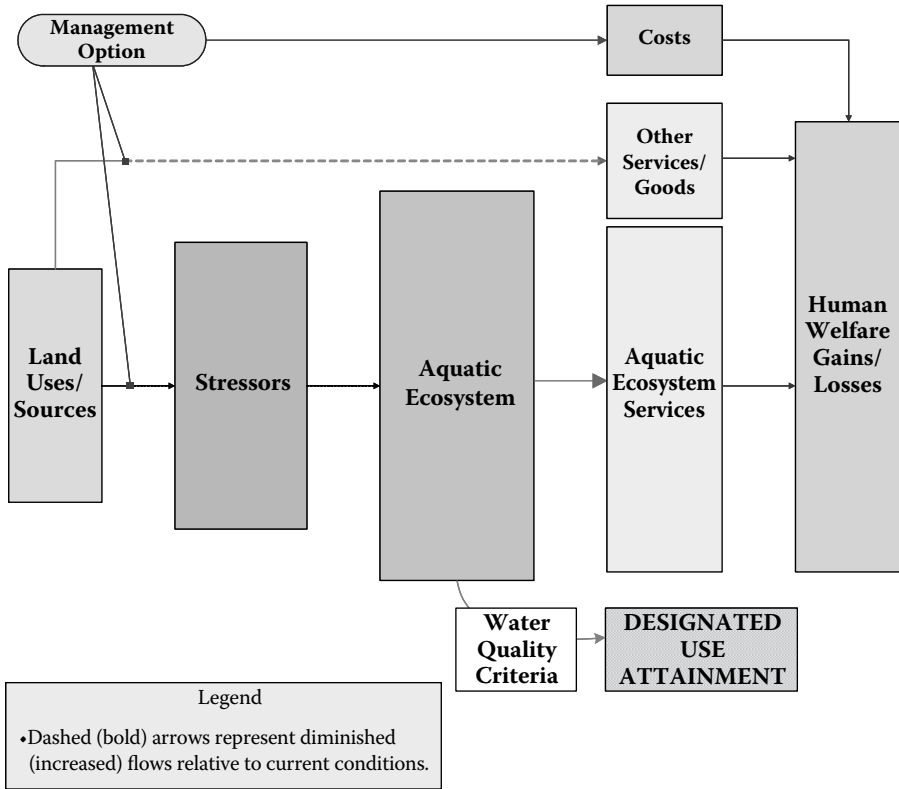 Management
Option
Costs
Other
Services/
Goods
Land
Uses/
Sources
Stressors
Aquatic
Ecosystem
Aquatic
Ecosystem
Services
Human
Welfare
Gains/
Losses
Water
Quality
Criteria
DESIGNATED
USE
ATTAINMENT
Legend
•Dashed (bold) arrows represent diminished
(increased) flows relative to current conditions.